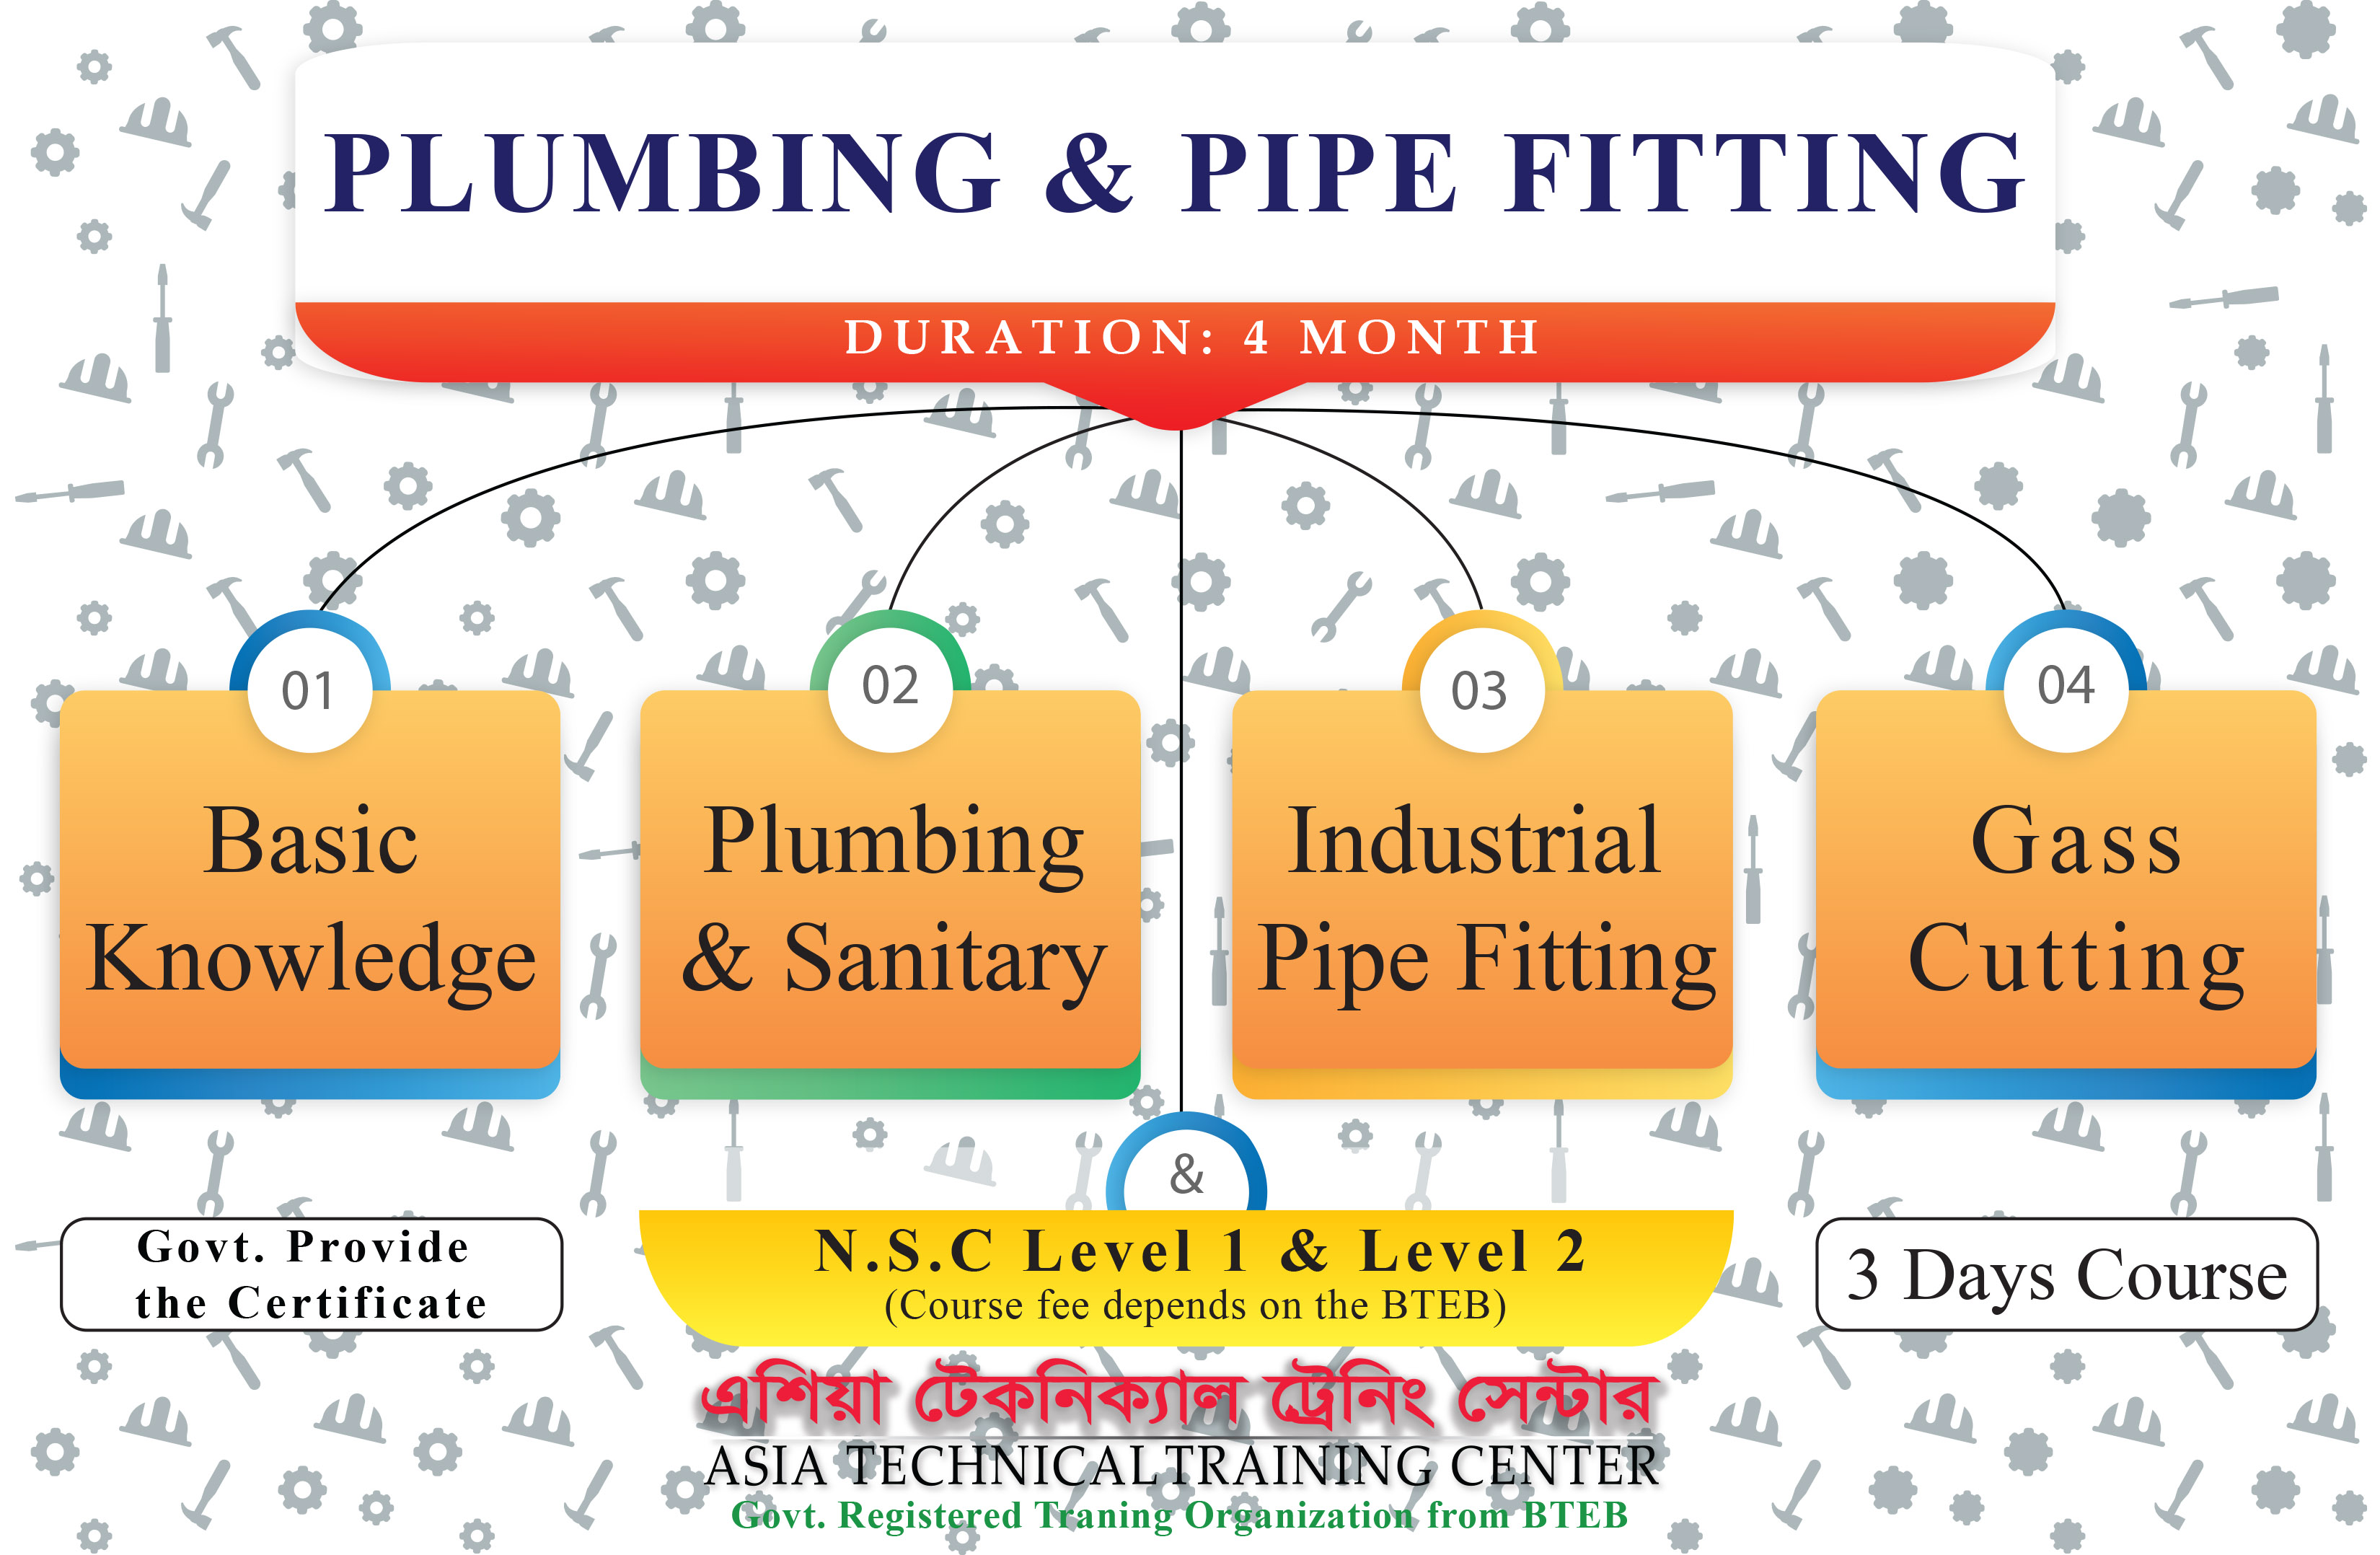 PLUMBING & PIPE FITTING
DURATION: 4 MONTH
01
Basic
Knowledge
02
Plumbing
& Sanitary
03
Industrial
Pipe Fitting
04
Gass
Cutting
&
Govt. Provide
the Certificate
N.S.C Level 1 & Level 2
(Course fee depends on the BTEB)
3 Days Course
এশিয়া টেকনিক্যাল ট্রেনিং সেন্টার
ASIA TECHNICAL TRAINING CENTER
Govt. Registered Traning Organization from BTEB